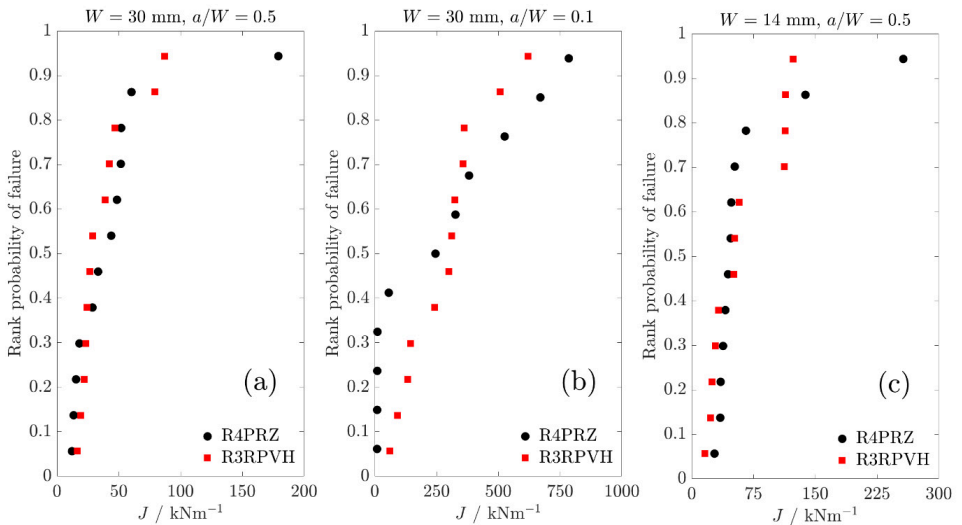 W = 30 mm, a/W = 0.5
1
0.9
0.8
0.7
0.6
0.5
0.4
0.3
0.2
0.1
0
Rank probability of failure
(a)
R4PRZ
R3RPVH
0 50 100 150 200
J / kNm⁻¹
W = 30 mm, a/W = 0.1
1
0.9
0.8
0.7
0.6
0.5
0.4
0.3
0.2
0.1
0
Rank probability of failure
(b)
R4PRZ
R3RPVH
0 250 500 750 1000
J / kNm⁻¹
W = 14 mm, a/W = 0.5
1
0.9
0.8
0.7
0.6
0.5
0.4
0.3
0.2
0.1
0
Rank probability of failure
(c)
R4PRZ
R3RPVH
0 75 150 225 300
J / kNm⁻¹